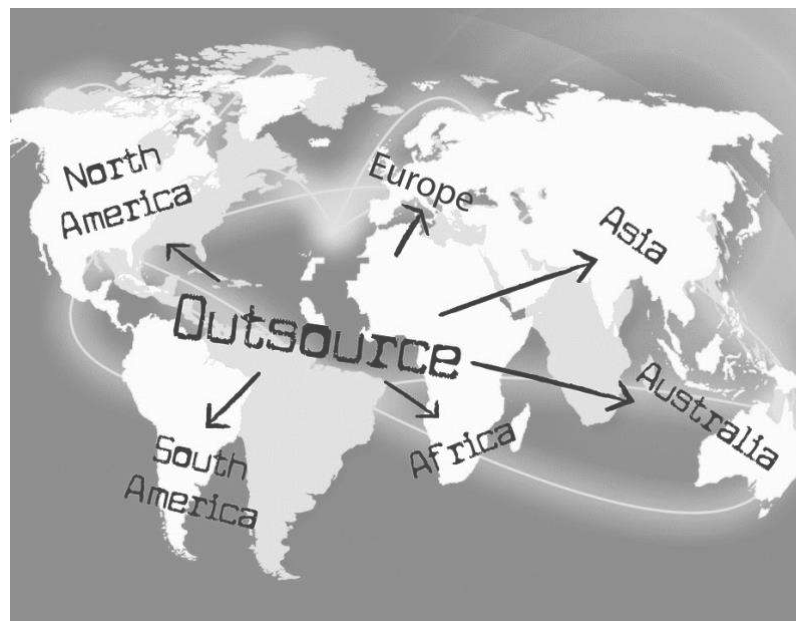 North
America
Europe
Asia
Outsource
Australia
South
America
Africa